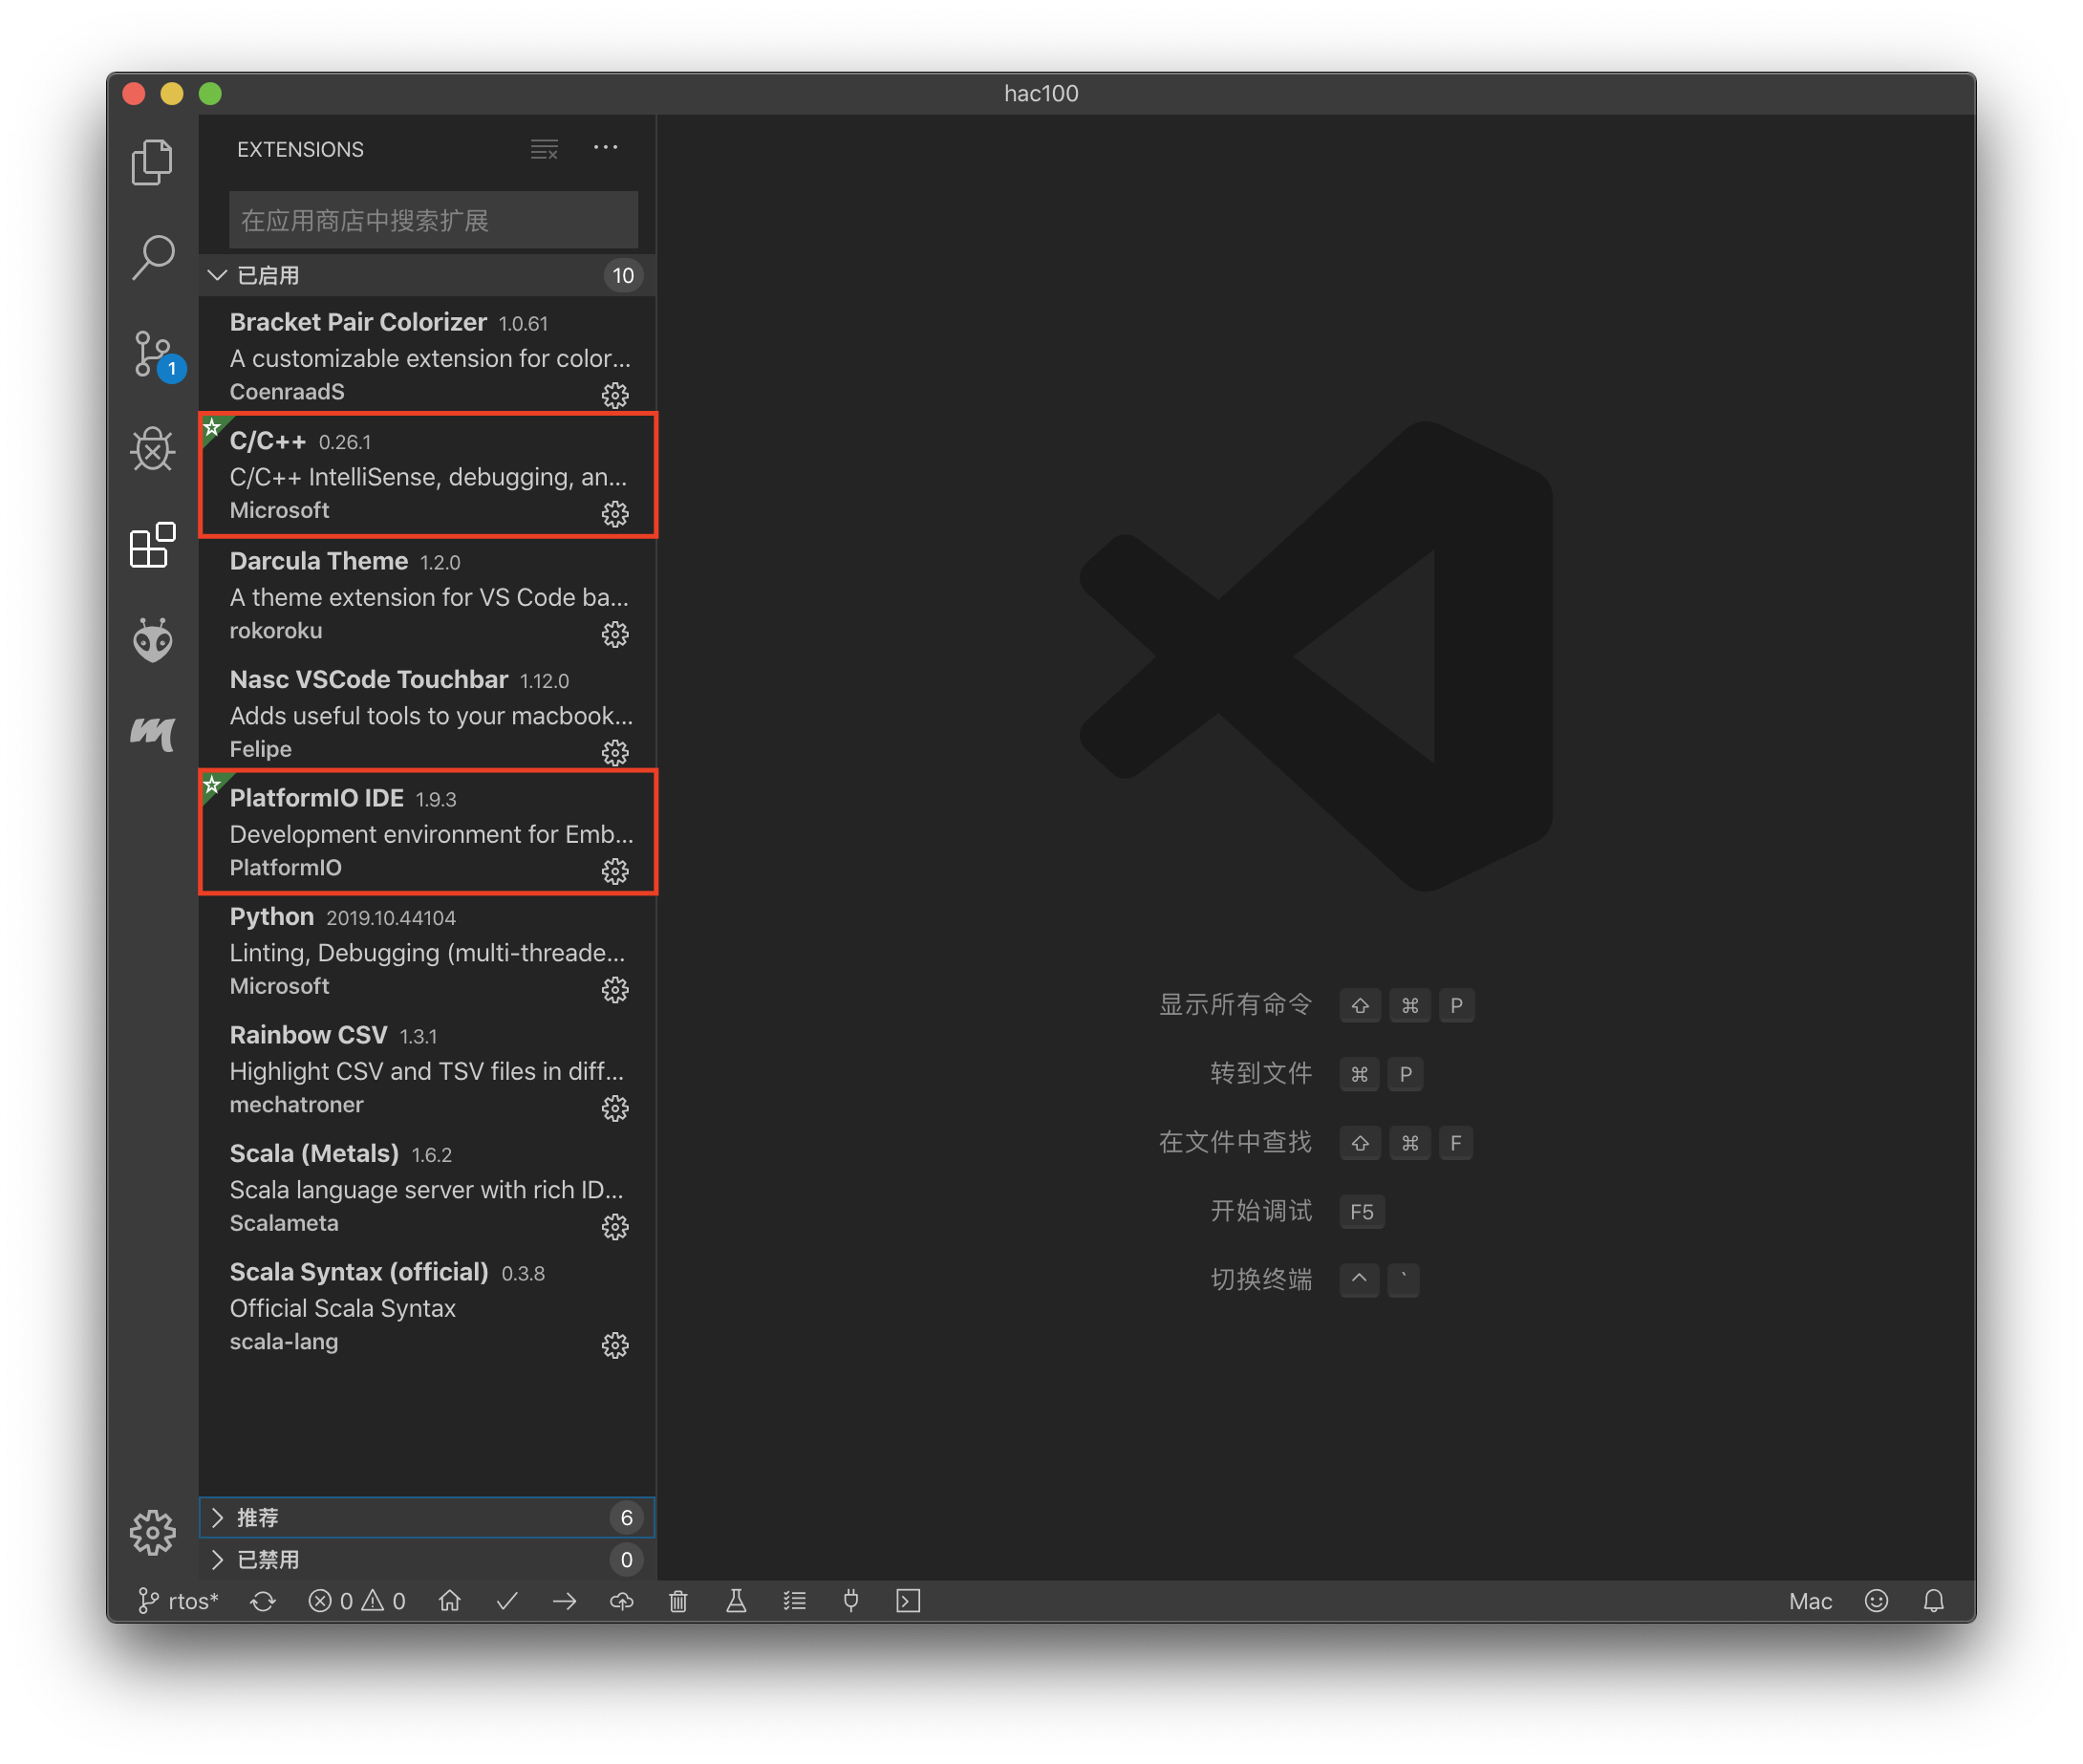 hac100
EXTENSIONS
在应用商店中搜索扩展
已启用 10
Bracket Pair Colorizer 1.0.61
A customizable extension for color...
CoenraadS
C/C++ 0.26.1
C/C++ IntelliSense, debugging, an...
Microsoft
Darcula Theme 1.2.0
A theme extension for VS Code ba...
rokoroku
Nasc VSCode Touchbar 1.12.0
Adds useful tools to your macbook...
Felipe
PlatformIO IDE 1.9.3
Development environment for Emb...
PlatformIO
Python 2019.10.44104
Linting, Debugging (multi-threade...
Microsoft
Rainbow CSV 1.3.1
Highlight CSV and TSV files in diff...
mechatroner
Scala (Metals) 1.6.2
Scala language server with rich ID...
Scalameta
Scala Syntax (official) 0.3.8
Official Scala Syntax
scala-lang
推荐 6
已禁用 0
1
显示所有命令 ⇧ ⌘ P
转到文件 ⌘ P
在文件中查找 ⇧ ⌘ F
开始调试 F5
切换终端 ^ `
rtos* 0 0 Mac